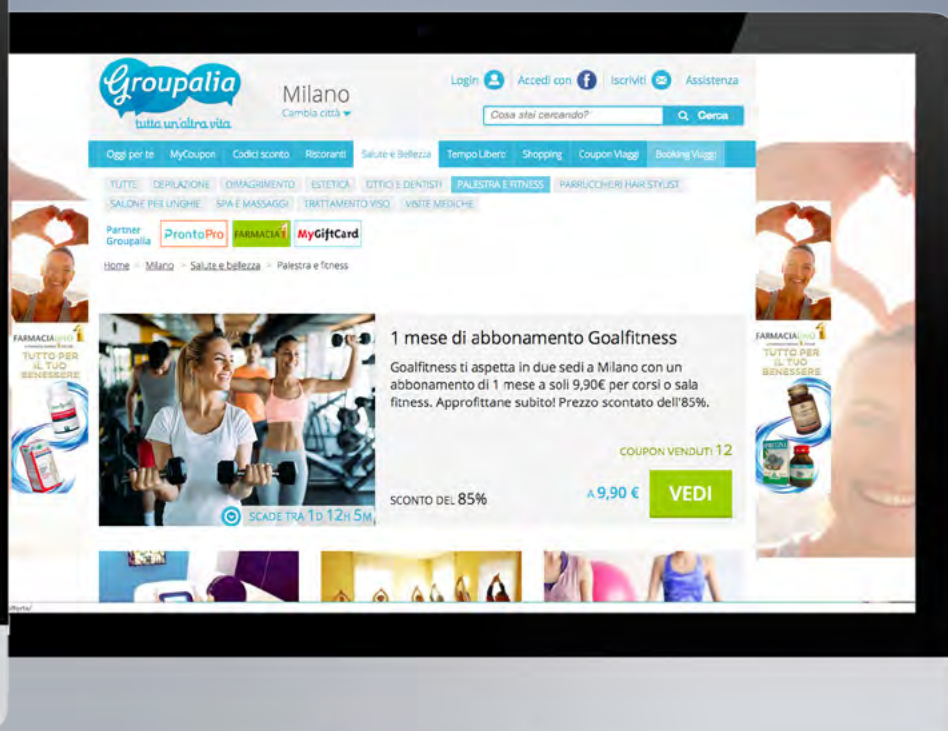 Groupalia
tutta un'altra vita
Milano
Cambia città
Login
Accedi con
Iscriviti
Assistenza
Cosa stai cercando?
Cerca
Oggi per te MyCoupon Codici sconto Ristoranti Salute e Bellezza Tempo Libero Shopping Coupon Viaggi Booking Viaggi
TUTTE DEPILAZIONE DIMAGRIMENTO ESTETICA OTTICI E DENTISTI PALESTRA E FITNESS PARRUCCHIERI HAIR STYLIST
SALONE PER UNGHIE SPA E MASSAGGI TRATTAMENTO VISO VISITE MEDICHE
Partner
Groupalia
ProntoPro
FARMACIA1
MyGiftCard
Home > Milano > Salute e bellezza > Palestra e fitness
1 mese di abbonamento Goalfitness
Goalfitness ti aspetta in due sedi a Milano con un
abbonamento di 1 mese a soli 9,90€ per corsi o sala
fitness. Approfittane subito! Prezzo scontato dell'85%.
COUPON VENDUTI 12
SCONTO DEL 85%
A 9,90 €
VEDI
SCADE TRA 1D 12H 5M
FARMACIAUNO
TUTTO PER
IL TUO
BENESSERE
FARMACIAUNO
TUTTO PER
IL TUO
BENESSERE